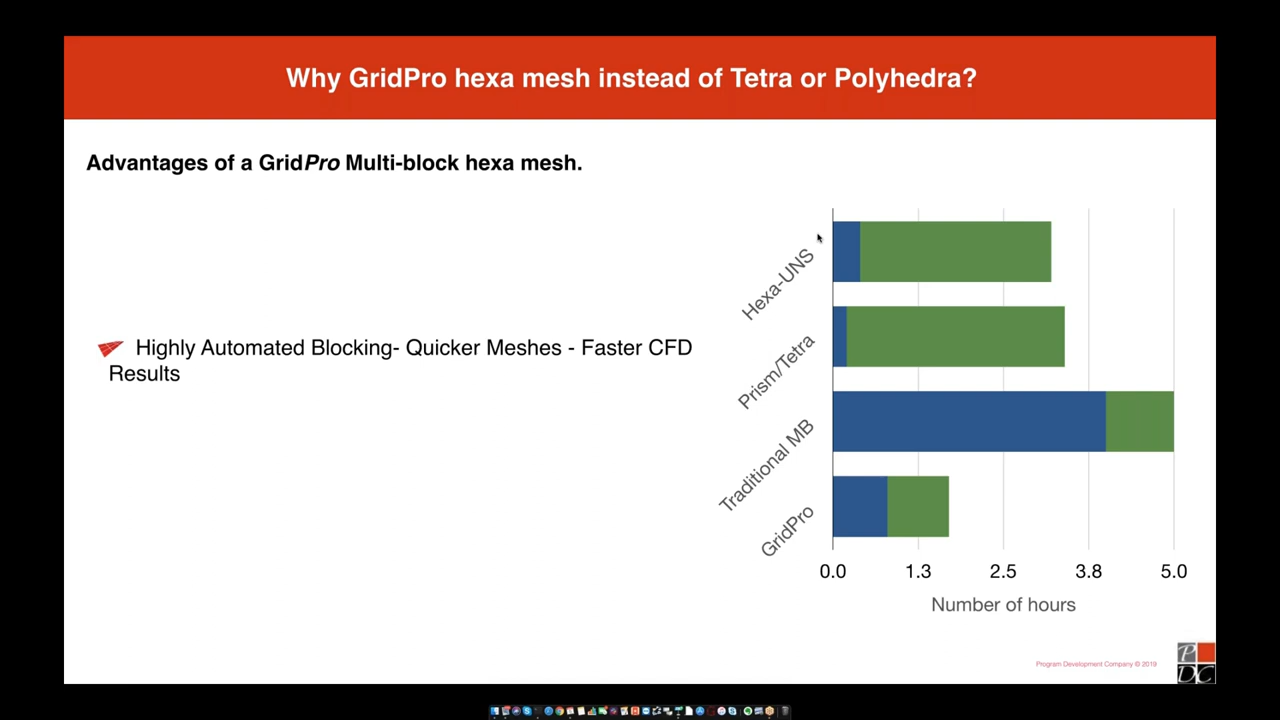 Why GridPro hexa mesh instead of Tetra or Polyhedra?
Advantages of a GridPro Multi-block hexa mesh.
Highly Automated Blocking- Quicker Meshes - Faster CFD
Results
Hexa-UNS
Prism/Tetra
Traditional MB
GridPro
0.0 1.3 2.5 3.8 5.0
Number of hours
Program Development Company © 2019
P
DC